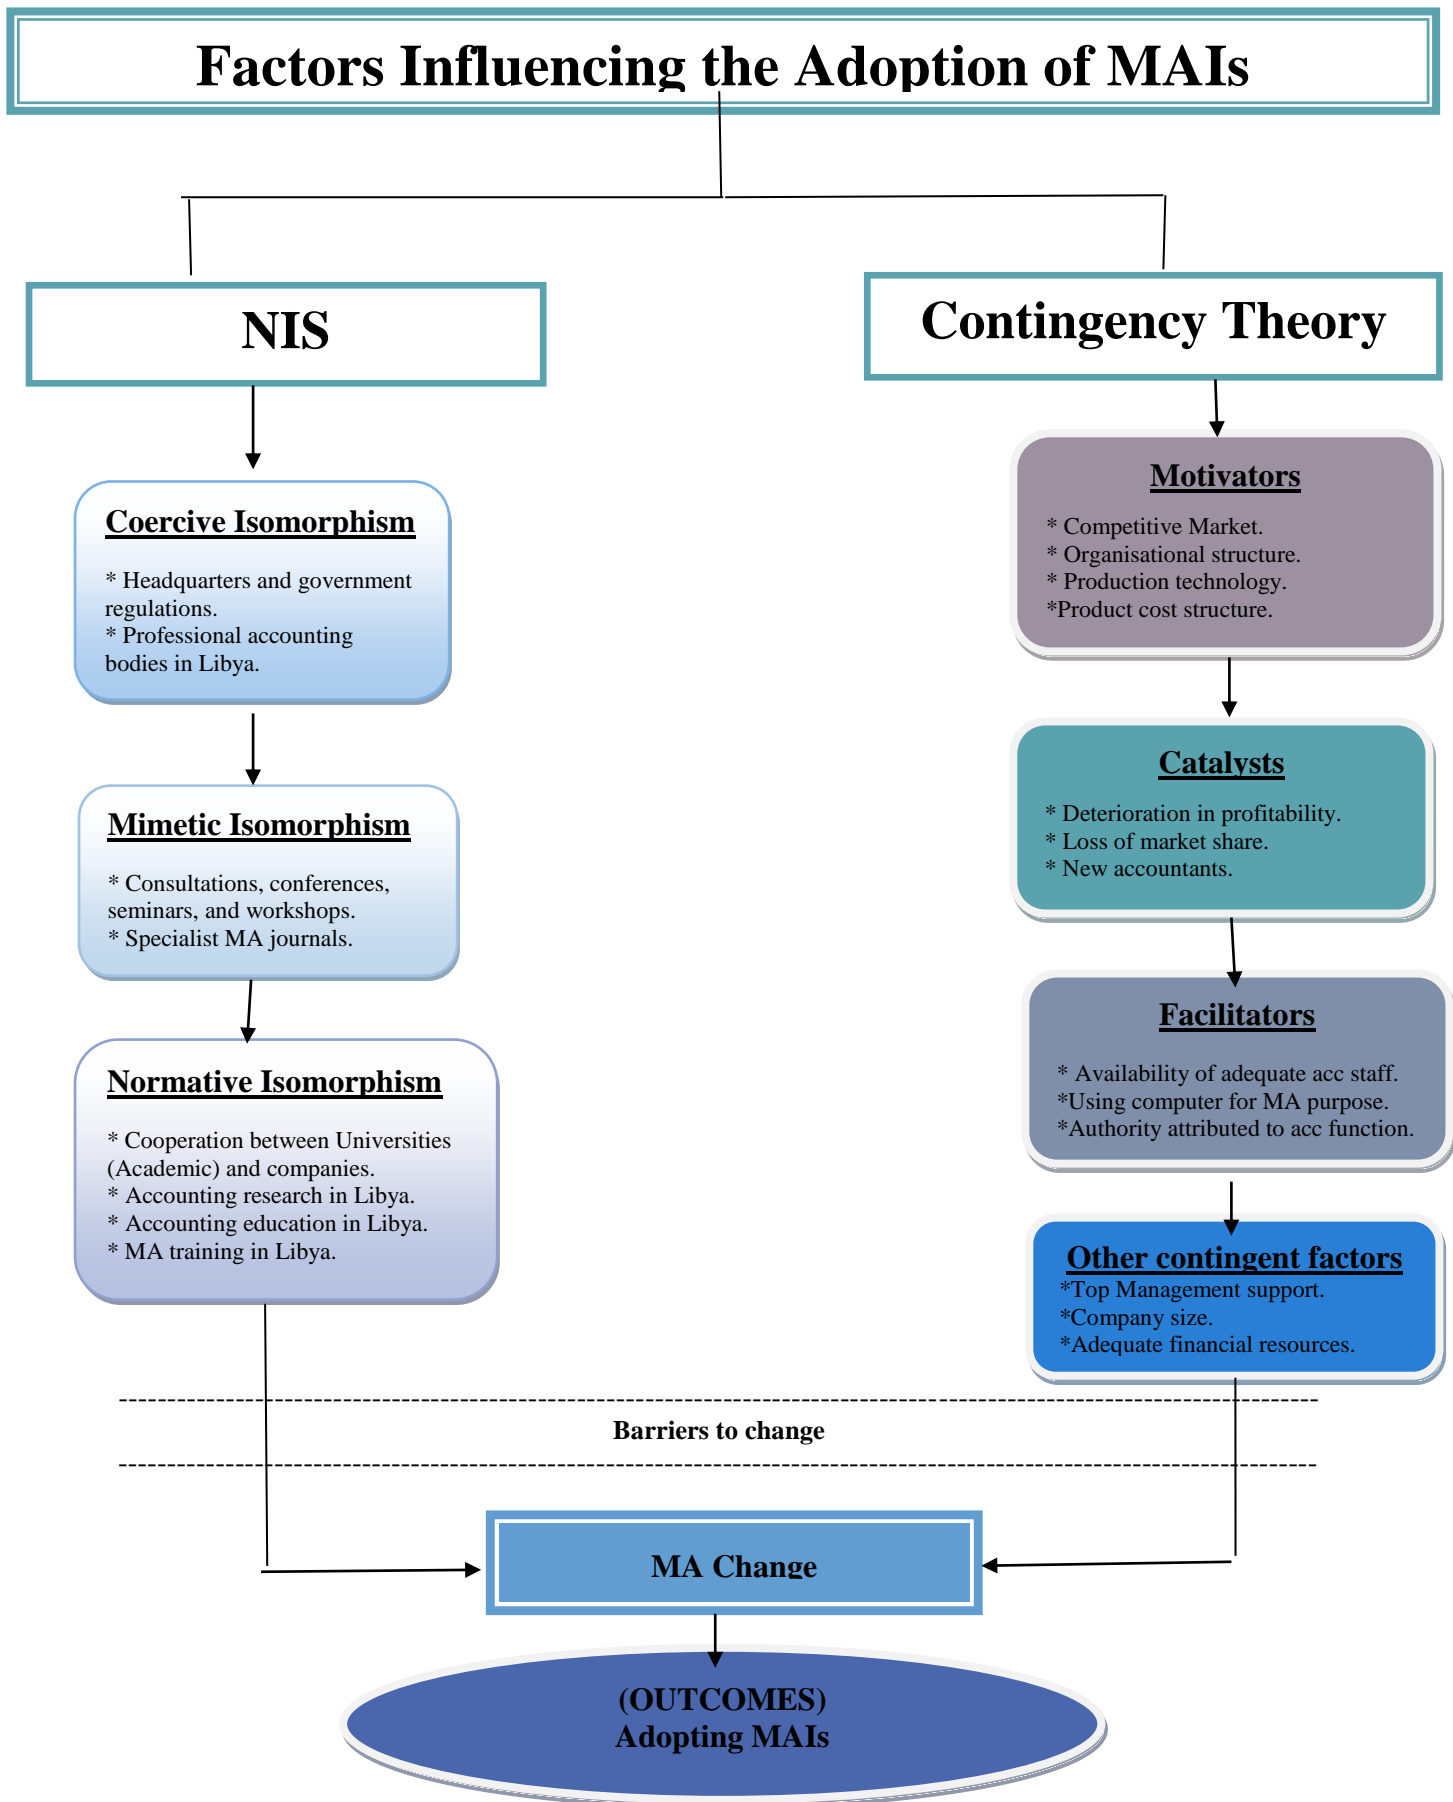 Factors Influencing the Adoption of MAIs
NIS
Contingency Theory
Coercive Isomorphism
* Headquarters and government
regulations.
* Professional accounting
bodies in Libya.
Mimetic Isomorphism
* Consultations, conferences,
seminars, and workshops.
* Specialist MA journals.
Normative Isomorphism
* Cooperation between Universities
(Academic) and companies.
* Accounting research in Libya.
* Accounting education in Libya.
* MA training in Libya.
Motivators
* Competitive Market.
* Organisational structure.
* Production technology.
*Product cost structure.
Catalysts
* Deterioration in profitability.
* Loss of market share.
* New accountants.
Facilitators
* Availability of adequate acc staff.
*Using computer for MA purpose.
*Authority attributed to acc function.
Other contingent factors
*Top Management support.
*Company size.
*Adequate financial resources.
Barriers to change
MA Change
(OUTCOMES)
Adopting MAIs